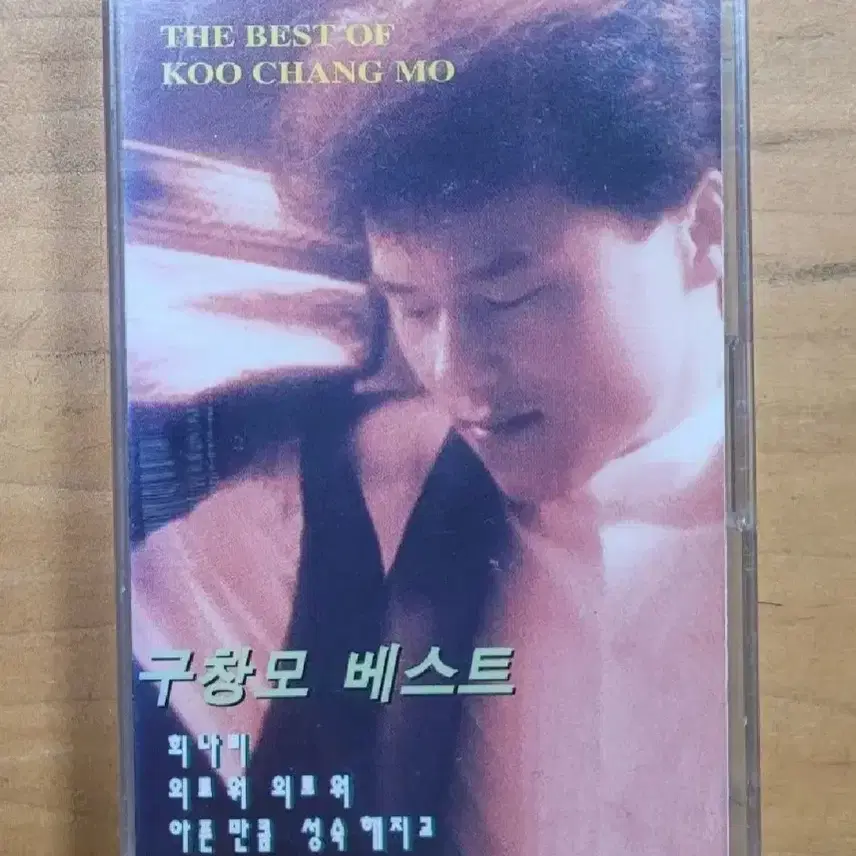 THE BEST OF
KOO CHANG MO
구창모 베스트
희나리
외로워 외로워
아픈만큼 성숙해지고